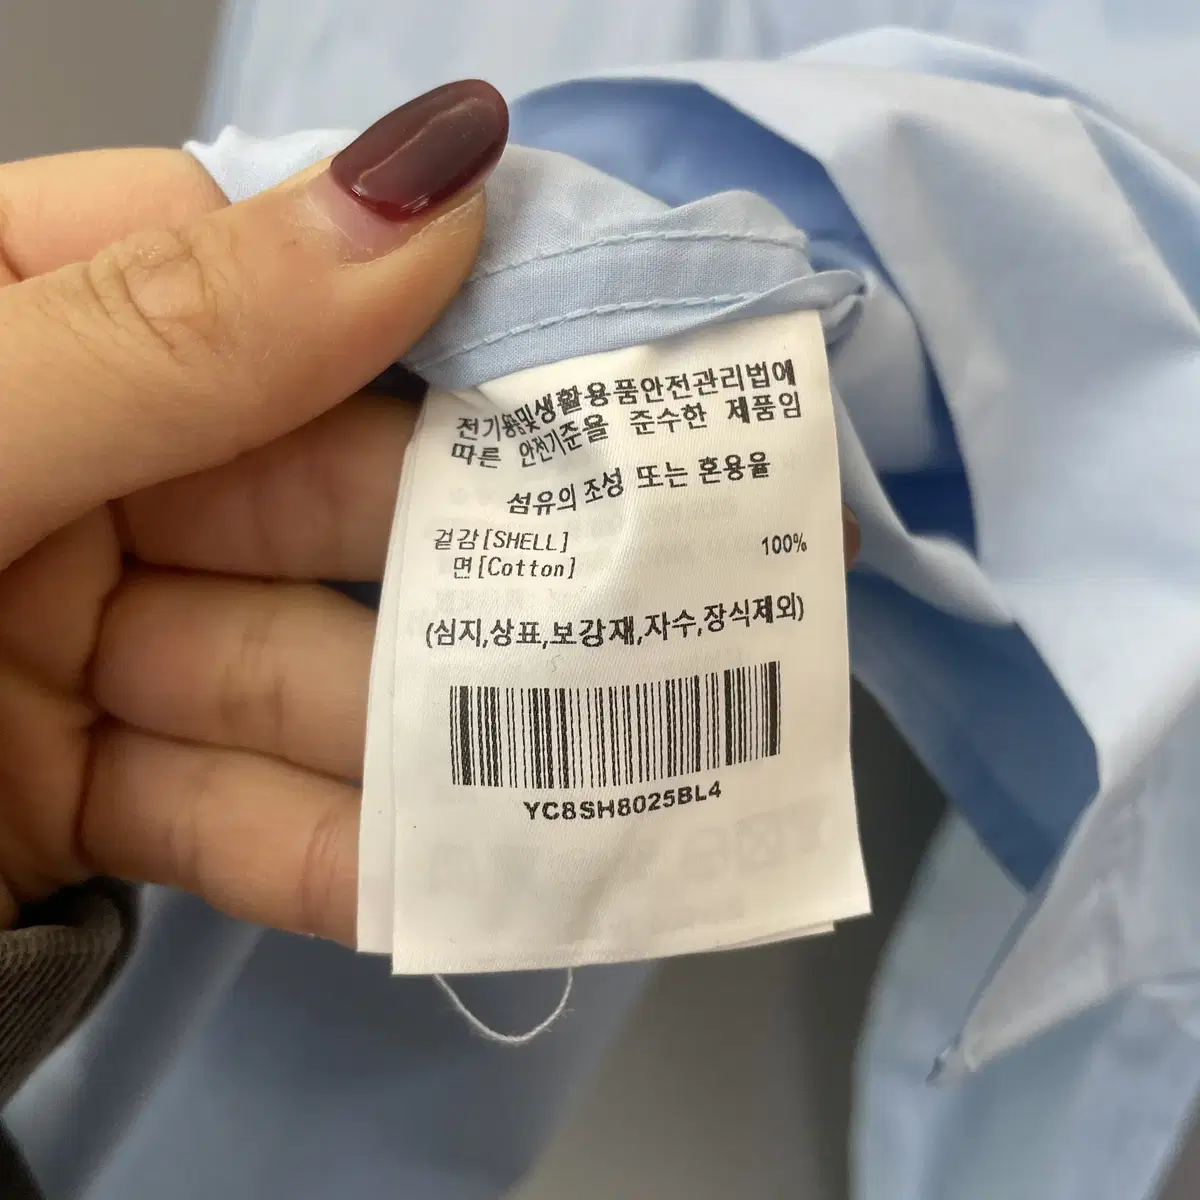 전기용품및생활용품안전관리법에
따른 안전기준을 준수한 제품임
섬유의 조성 또는 혼용율
겉감[SHELL]
면[Cotton] 100%
(심지,상표,보강재,자수,장식제외)
YC8SH8025BL4